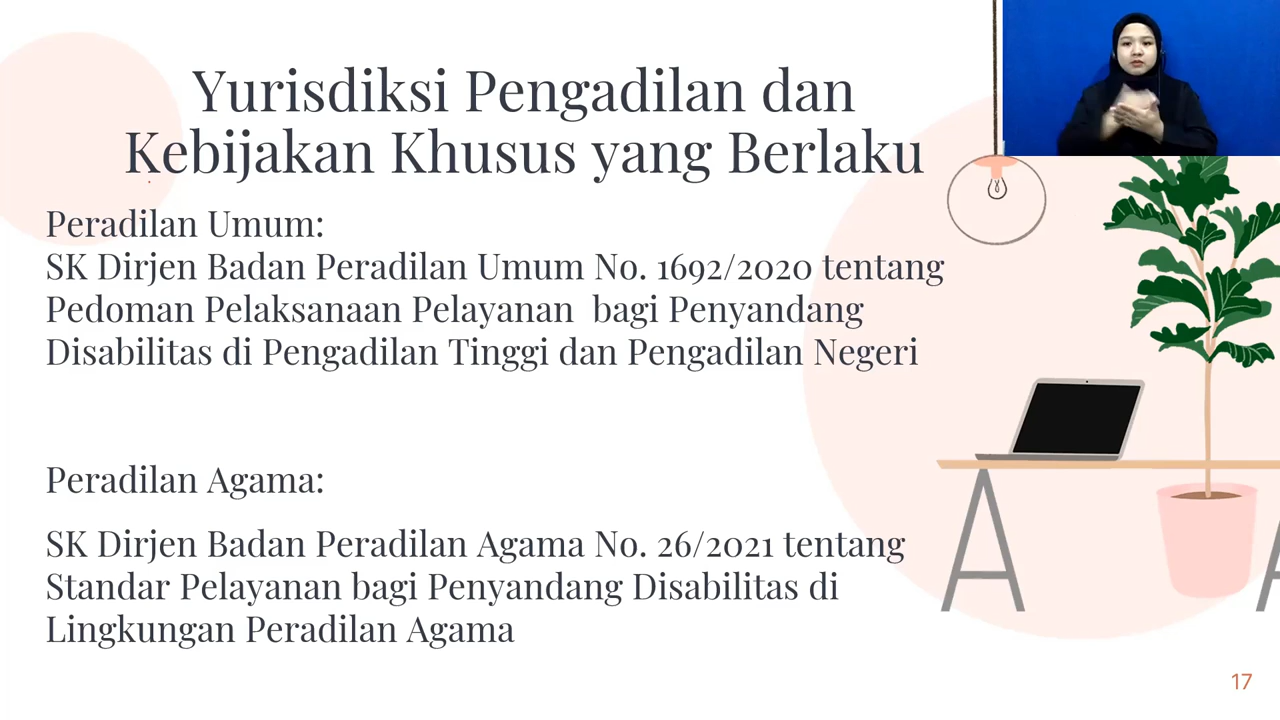 Yurisdiksi Pengadilan dan
Kebijakan Khusus yang Berlaku
Peradilan Umum:
SK Dirjen Badan Peradilan Umum No. 1692/2020 tentang
Pedoman Pelaksanaan Pelayanan  bagi Penyandang
Disabilitas di Pengadilan Tinggi dan Pengadilan Negeri
Peradilan Agama:
SK Dirjen Badan Peradilan Agama No. 26/2021 tentang
Standar Pelayanan bagi Penyandang Disabilitas di
Lingkungan Peradilan Agama
17